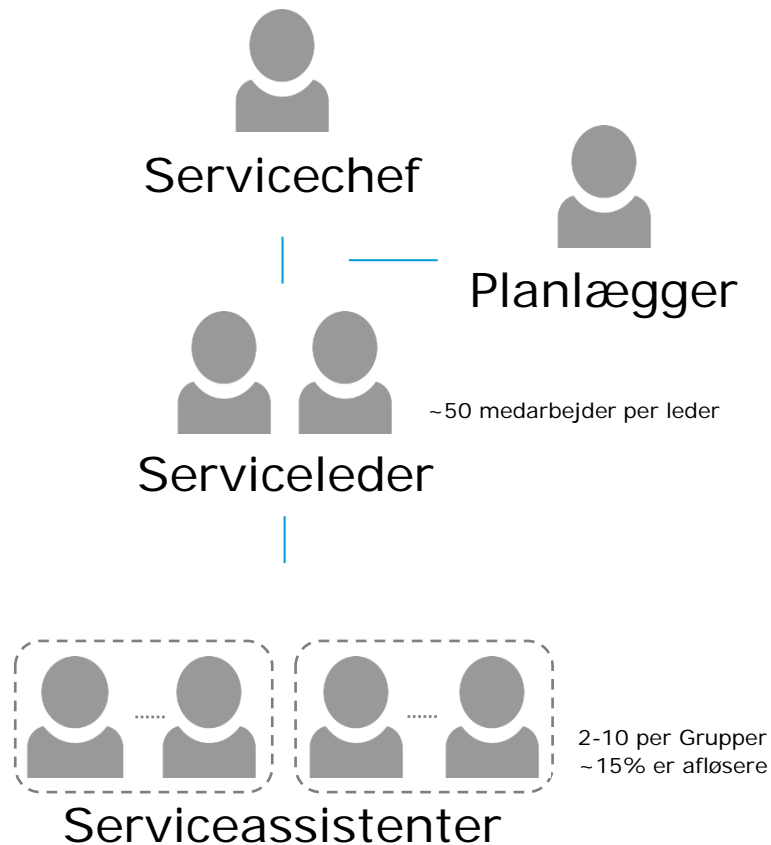 Servicechef
Planlægger
~50 medarbejder per leder
Serviceleder
2-10 per Grupper
~15% er afløsere
Serviceassistenter